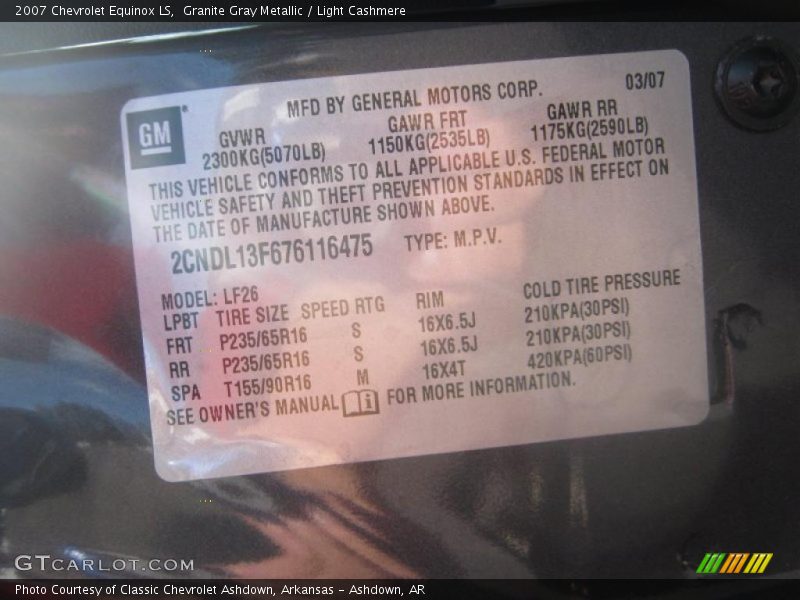 2007 Chevrolet Equinox LS,  Granite Gray Metallic / Light Cashmere
03/07
MFD BY GENERAL MOTORS CORP.
GM
GVWR GAWR FRT GAWR RR
2300KG(5070LB) 1150KG(2535LB) 1175KG(2590LB)
THIS VEHICLE CONFORMS TO ALL APPLICABLE U.S. FEDERAL MOTOR
VEHICLE SAFETY AND THEFT PREVENTION STANDARDS IN EFFECT ON
THE DATE OF MANUFACTURE SHOWN ABOVE.
2CNDL13F676116475 TYPE: M.P.V.
MODEL: LF26
LPBT TIRE SIZE SPEED RTG RIM COLD TIRE PRESSURE
FRT P235/65R16 S 16X6.5J 210KPA(30PSI)
RR P235/65R16 S 16X6.5J 210KPA(30PSI)
SPA T155/90R16 M 16X4T 420KPA(60PSI)
SEE OWNER'S MANUAL i FOR MORE INFORMATION.
GTCARLOT.COM
Photo Courtesy of Classic Chevrolet Ashdown, Arkansas - Ashdown, AR